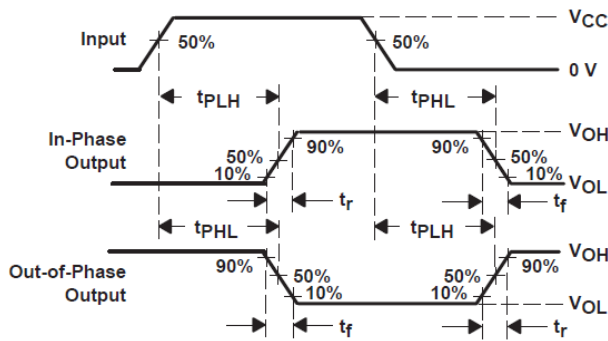 VCC
Input
50%
50%
0 V
tPLH
tPHL
In-Phase
Output
VOH
90%
90%
50%
50%
10%
10%
VOL
tr
tf
tPHL
tPLH
Out-of-Phase
Output
VOH
90%
90%
50%
50%
10%
10%
VOL
tf
tr